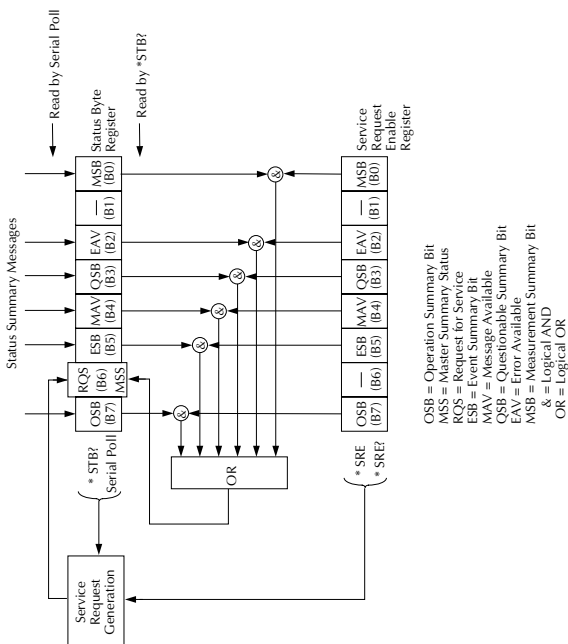 Status Summary Messages
Read by Serial Poll
Service
Request
Generation
* STB?
Serial Poll
OSB
(B7)
RQS
(B6)
MSS
ESB
(B5)
MAV
(B4)
QSB
(B3)
EAV
(B2)
—
(B1)
MSB
(B0)
Status Byte
Register
Read by *STB?
OR
&
&
&
&
&
&
* SRE
* SRE?
OSB
(B7)
—
(B6)
ESB
(B5)
MAV
(B4)
QSB
(B3)
EAV
(B2)
—
(B1)
MSB
(B0)
Service
Request
Enable
Register
OSB = Operation Summary Bit
MSS = Master Summary Status
RQS = Request for Service
ESB = Event Summary Bit
MAV = Message Available
QSB = Questionable Summary Bit
EAV = Error Available
MSB = Measurement Summary Bit
& = Logical AND
OR = Logical OR